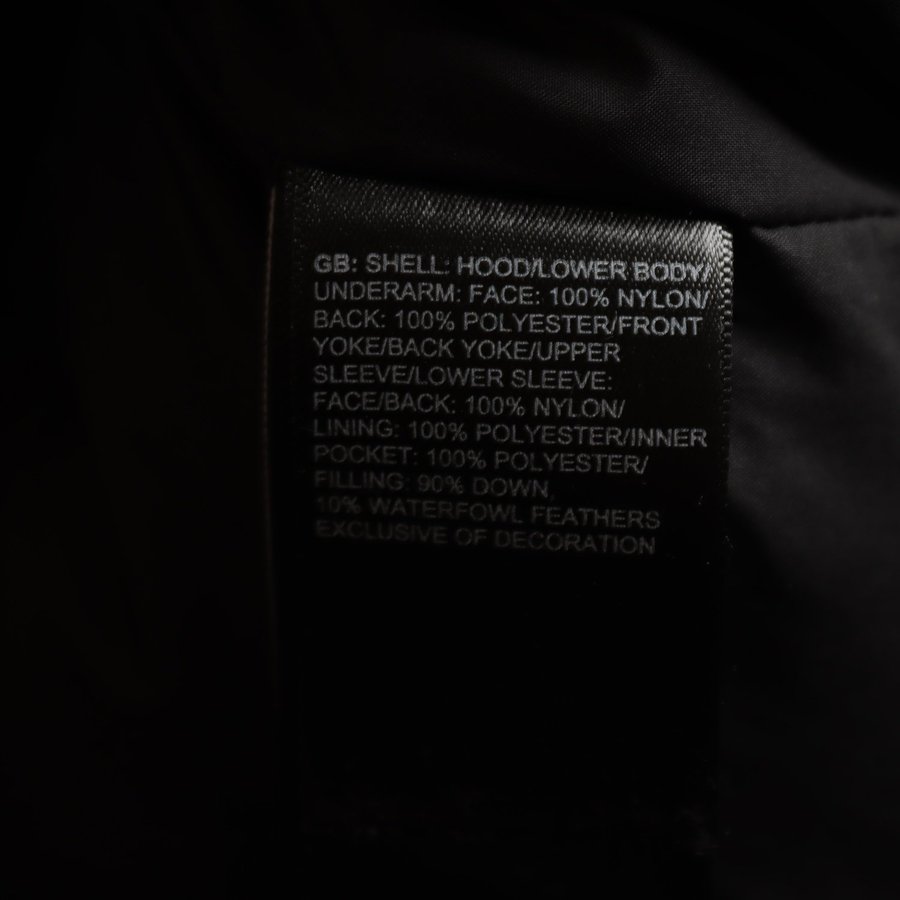 GB: SHELL: HOOD/LOWER BODY/
UNDERARM: FACE: 100% NYLON/
BACK: 100% POLYESTER/FRONT
YOKE/BACK YOKE/UPPER
SLEEVE/LOWER SLEEVE:
FACE/BACK: 100% NYLON/
LINING: 100% POLYESTER/INNER
POCKET: 100% POLYESTER/
FILLING: 90% DOWN,
10% WATERFOWL FEATHERS
EXCLUSIVE OF DECORATION